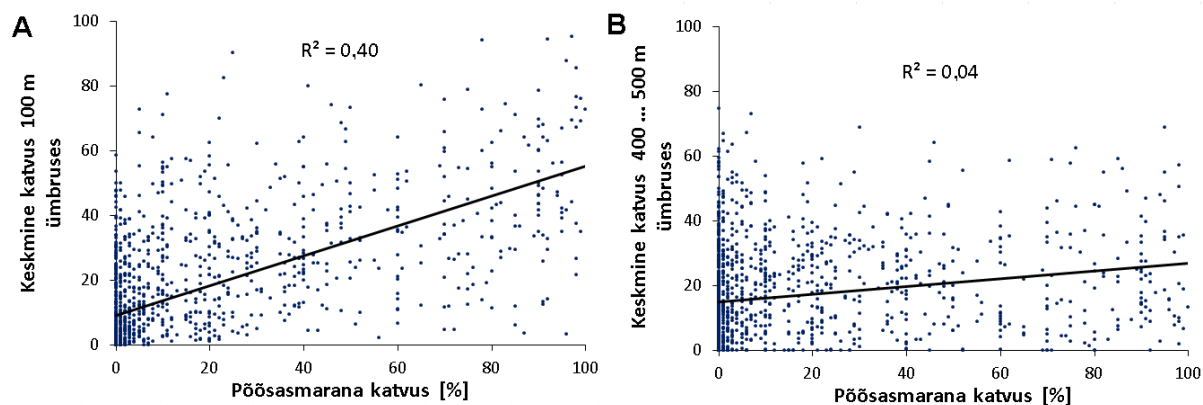 A
R² = 0,40
Keskmine katvus 100 m
ümbruses
100
80
60
40
20
0
0 20 40 60 80 100
Põõsasmarana katvus [%]
B
R² = 0,04
Keskmine katvus 400 ... 500 m
ümbruses
100
80
60
40
20
0
0 20 40 60 80 100
Põõsasmarana katvus [%]